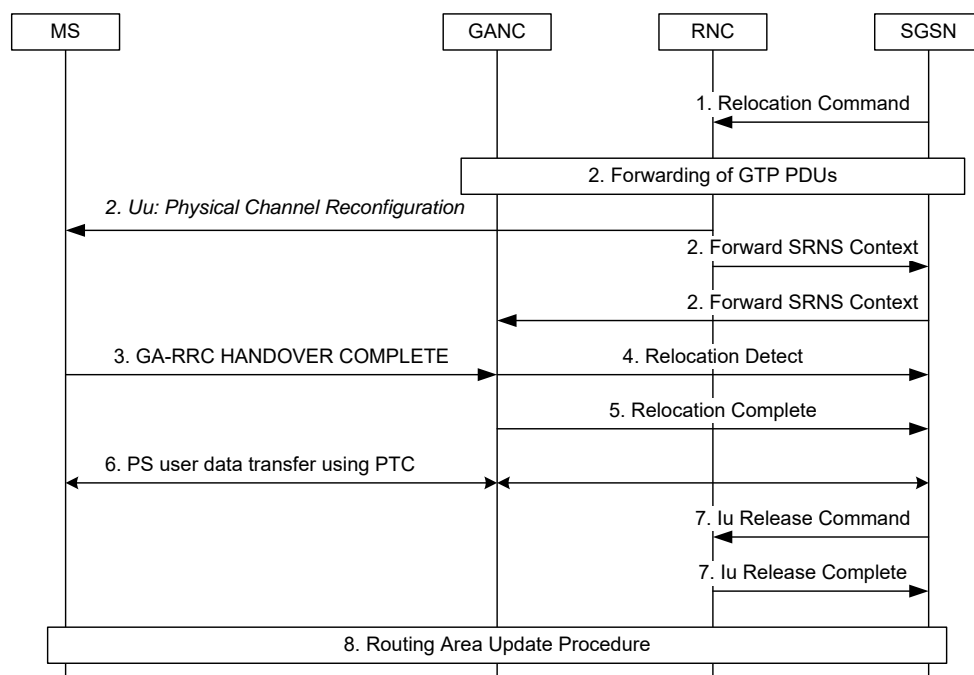 MS
GANC
RNC
SGSN
1. Relocation Command
2. Forwarding of GTP PDUs
2. Uu: Physical Channel Reconfiguration
2. Forward SRNS Context
2. Forward SRNS Context
3. GA-RRC HANDOVER COMPLETE
4. Relocation Detect
5. Relocation Complete
6. PS user data transfer using PTC
7. Iu Release Command
7. Iu Release Complete
8. Routing Area Update Procedure